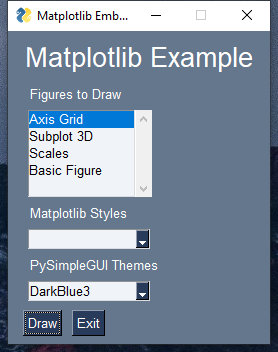 Matplotlib Emb...
Matplotlib Example
Figures to Draw
Axis Grid
Subplot 3D
Scales
Basic Figure
Matplotlib Styles
PySimpleGUI Themes
DarkBlue3
Draw Exit